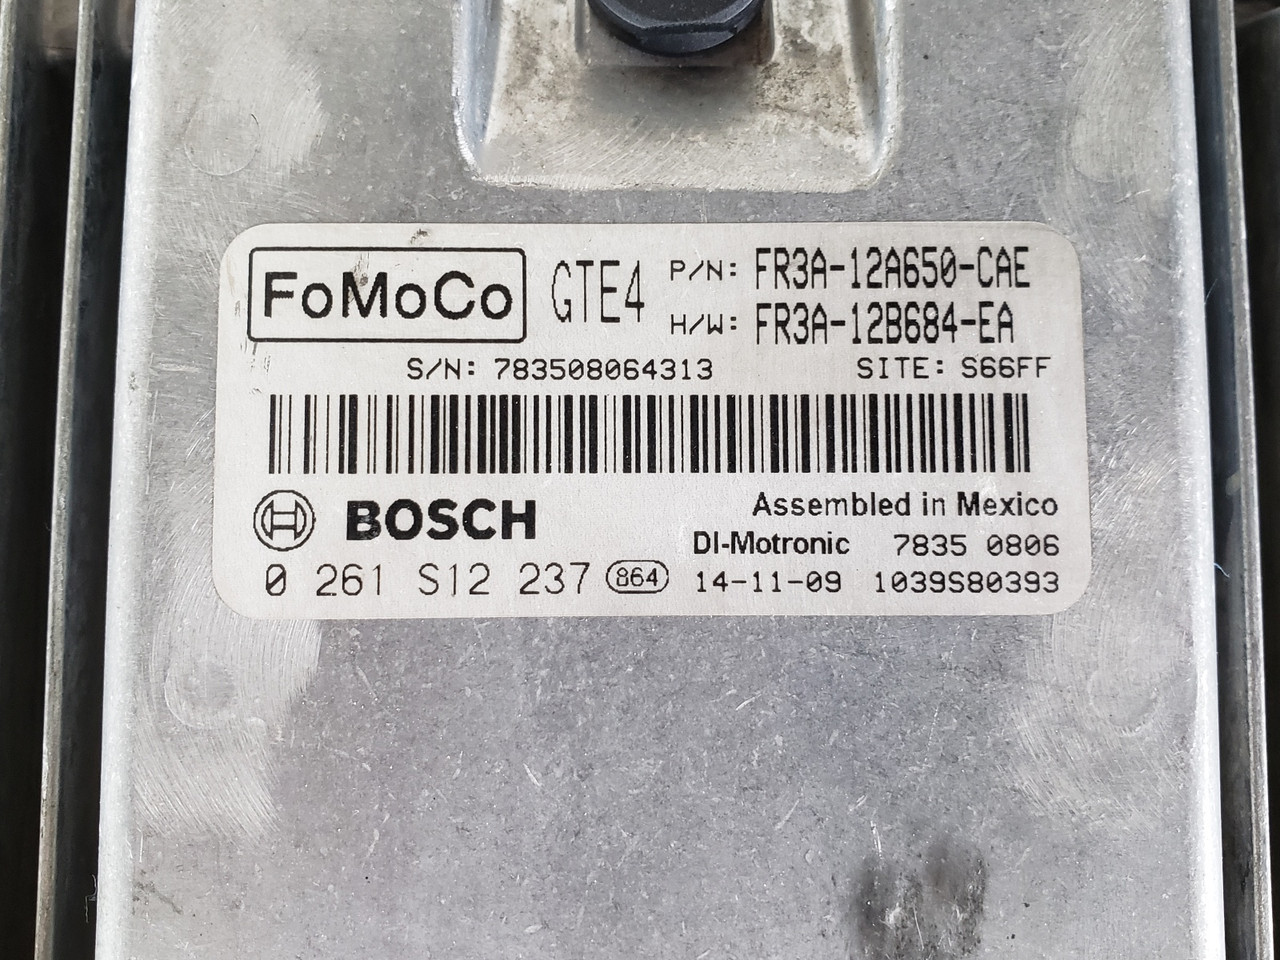 FoMoCo GTE4 P/N: FR3A-12A650-CAE
H/W: FR3A-12B684-EA
S/N: 783508064313 SITE: S66FF
BOSCH Assembled in Mexico
DI-Motronic 7835 0806
0 261 S12 237 864 14-11-09 1039S80393